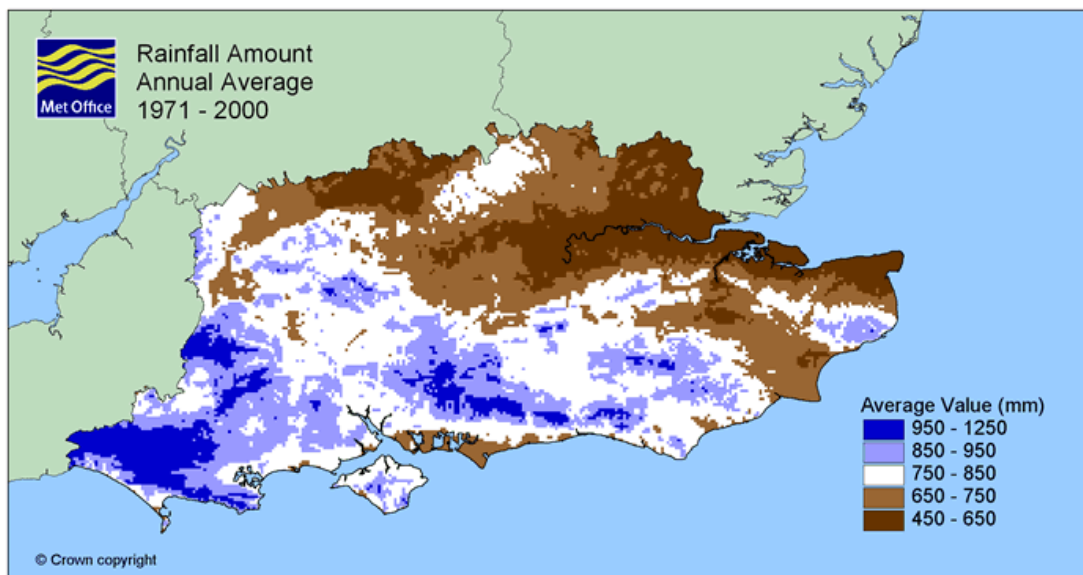 Rainfall Amount
Annual Average
1971 - 2000
Met Office
Average Value (mm)
950 - 1250
850 - 950
750 - 850
650 - 750
450 - 650
© Crown copyright